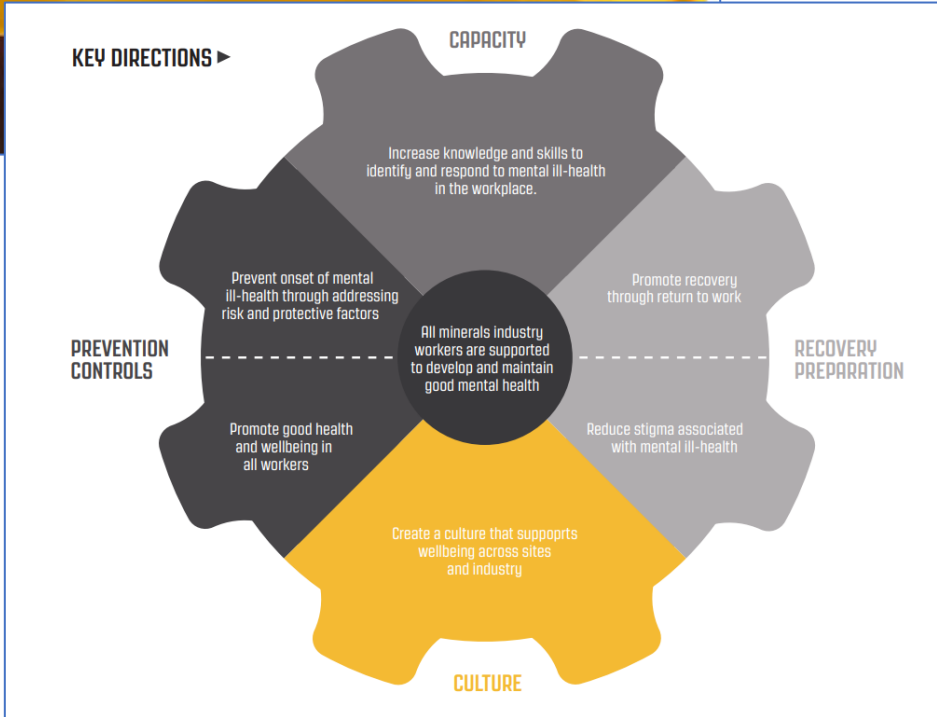 KEY DIRECTIONS ►
CAPACITY
Increase knowledge and skills to
identify and respond to mental ill-health
in the workplace.
Prevent onset of mental
ill-health through addressing
risk and protective factors
PREVENTION
CONTROLS
Promote good health
and wellbeing in
all workers
All minerals industry
workers are supported
to develop and maintain
good mental health
Promote recovery
through return to work
RECOVERY
PREPARATION
Reduce stigma associated
with mental ill-health
Create a culture that suppoprts
wellbeing across sites
and industry
CULTURE